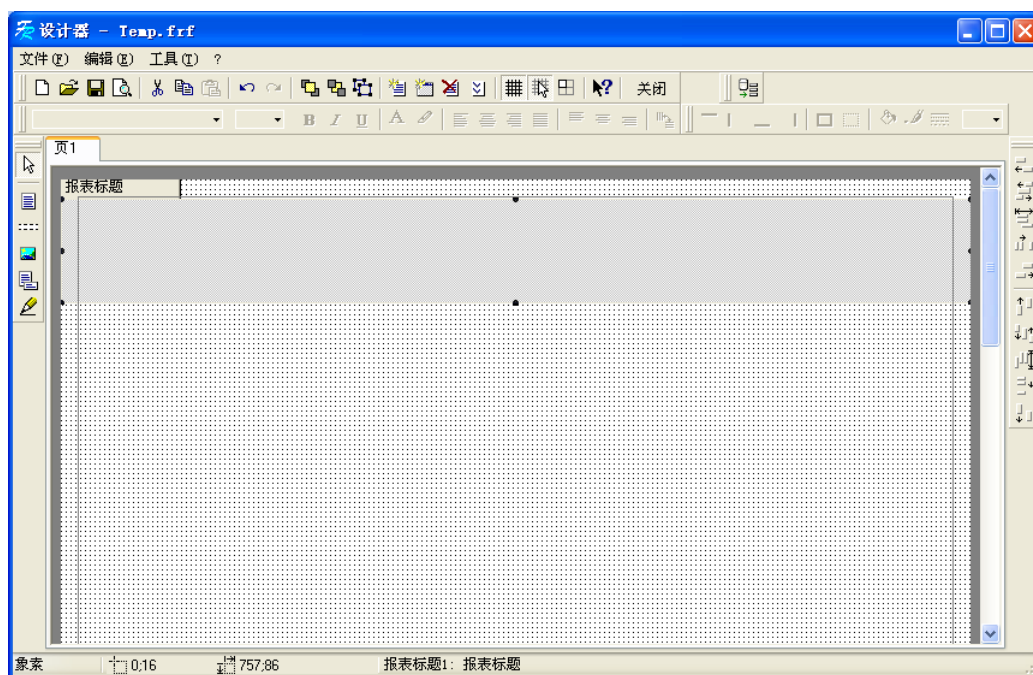 设计器 - Temp.frf
文件(F) 编辑(E) 工具(T) ?
关闭
B I U A
页1
报表标题
象素 0;16 757;86 报表标题1: 报表标题